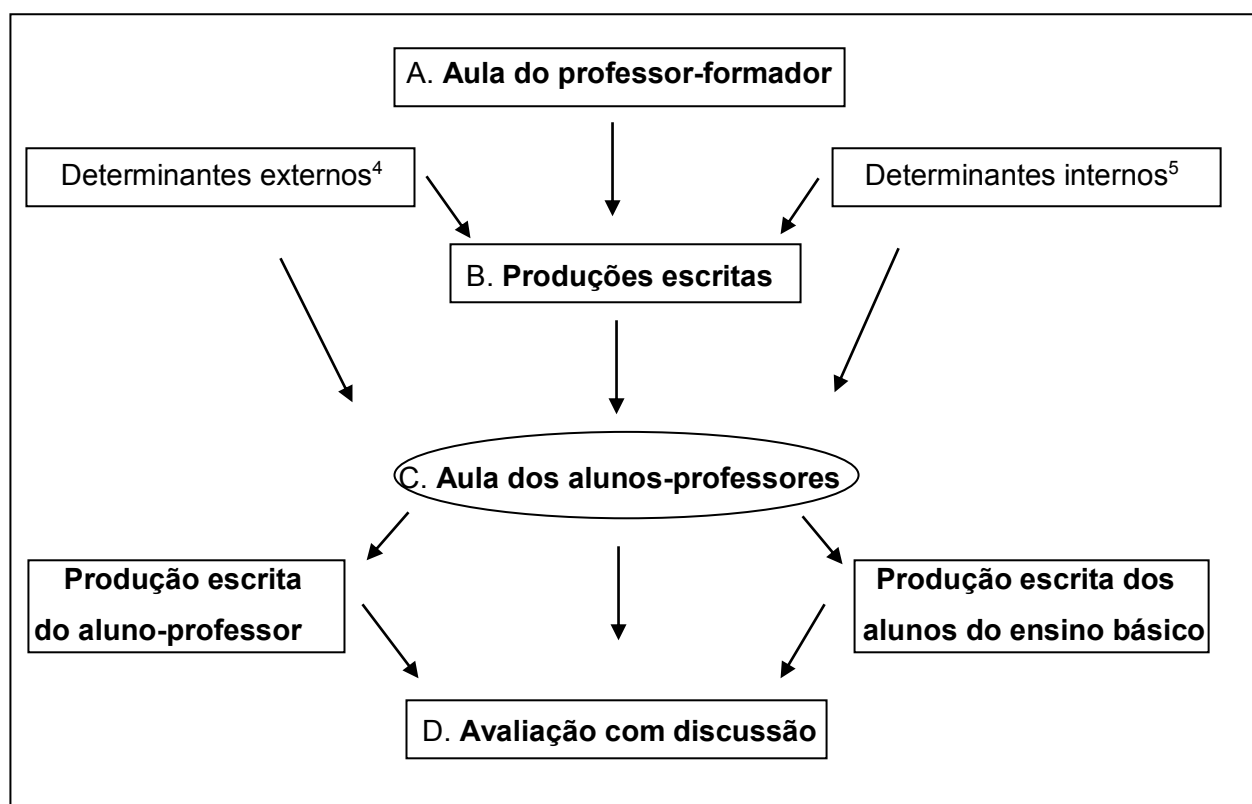 A. Aula do professor-formador
Determinantes externos⁴
Determinantes internos⁵
B. Produções escritas
C. Aula dos alunos-professores
Produção escrita
do aluno-professor
Produção escrita dos
alunos do ensino básico
D. Avaliação com discussão